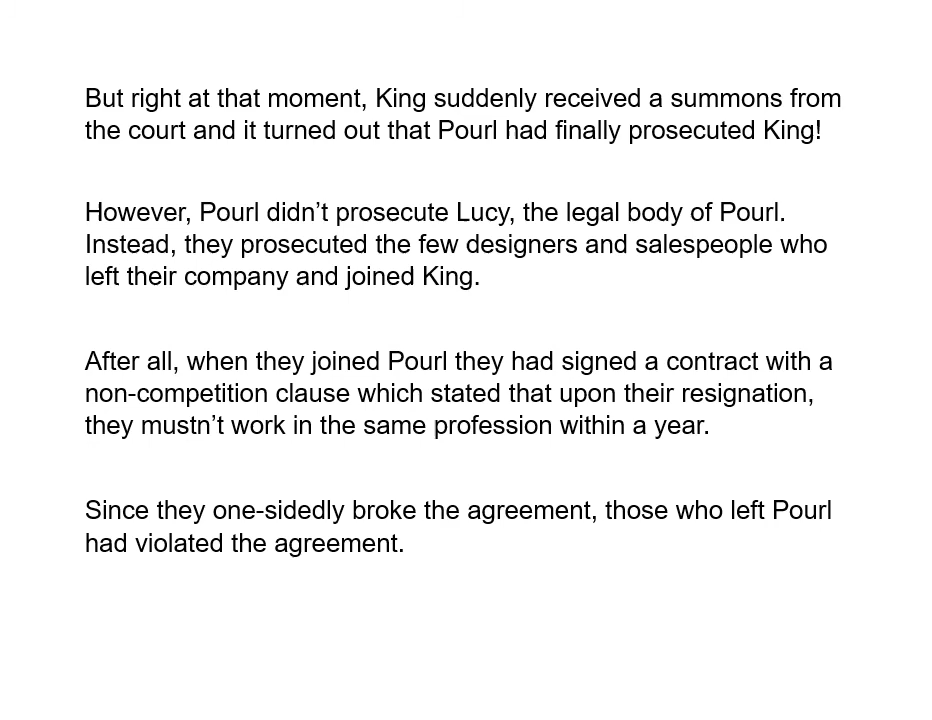 But right at that moment, King suddenly received a summons from
the court and it turned out that Pourl had finally prosecuted King!
However, Pourl didn’t prosecute Lucy, the legal body of Pourl.
Instead, they prosecuted the few designers and salespeople who
left their company and joined King.
After all, when they joined Pourl they had signed a contract with a
non-competition clause which stated that upon their resignation,
they mustn’t work in the same profession within a year.
Since they one-sidedly broke the agreement, those who left Pourl
had violated the agreement.